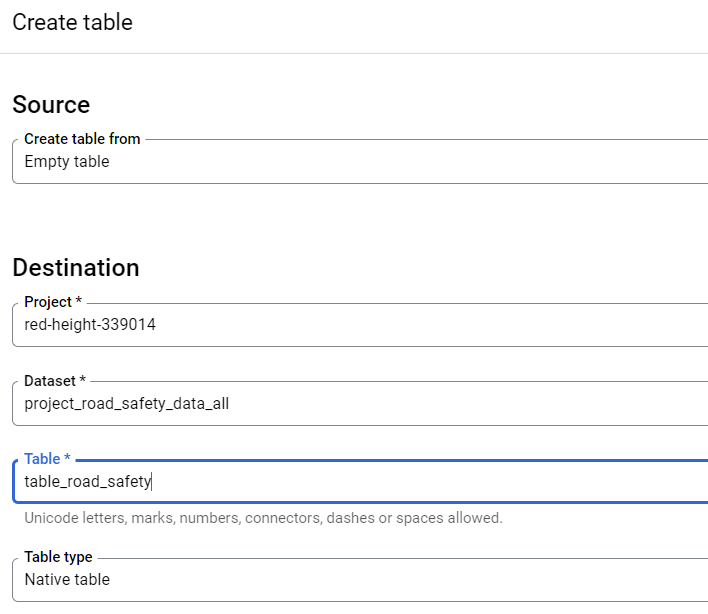 Create table
Source
Create table from
Empty table
Destination
Project *
red-height-339014
Dataset *
project_road_safety_data_all
Table *
table_road_safety
Unicode letters, marks, numbers, connectors, dashes or spaces allowed.
Table type
Native table